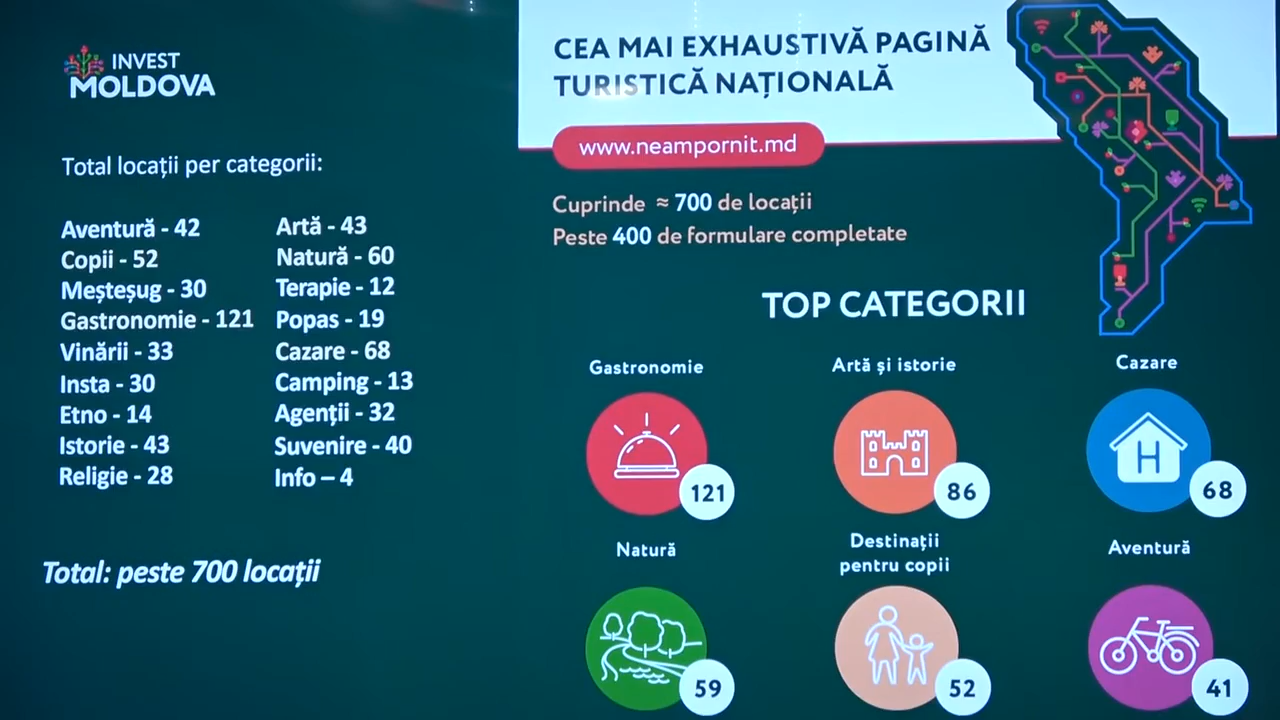 INVEST
MOLDOVA
Total locații per categorii:
Aventură - 42
Copii - 52
Meșteșug - 30
Gastronomie - 121
Vinării - 33
Insta - 30
Etno - 14
Istorie - 43
Religie - 28
Artă - 43
Natură - 60
Terapie - 12
Popas - 19
Cazare - 68
Camping - 13
Agenții - 32
Suvenire - 40
Info – 4
Total: peste 700 locații
CEA MAI EXHAUSTIVĂ PAGINĂ
TURISTICĂ NAȚIONALĂ
www.neampornit.md
Cuprinde ≈ 700 de locații
Peste 400 de formulare completate
TOP CATEGORII
Gastronomie
121
Artă și istorie
86
Cazare
H
68
Natură
59
Destinații
pentru copii
52
Aventură
41